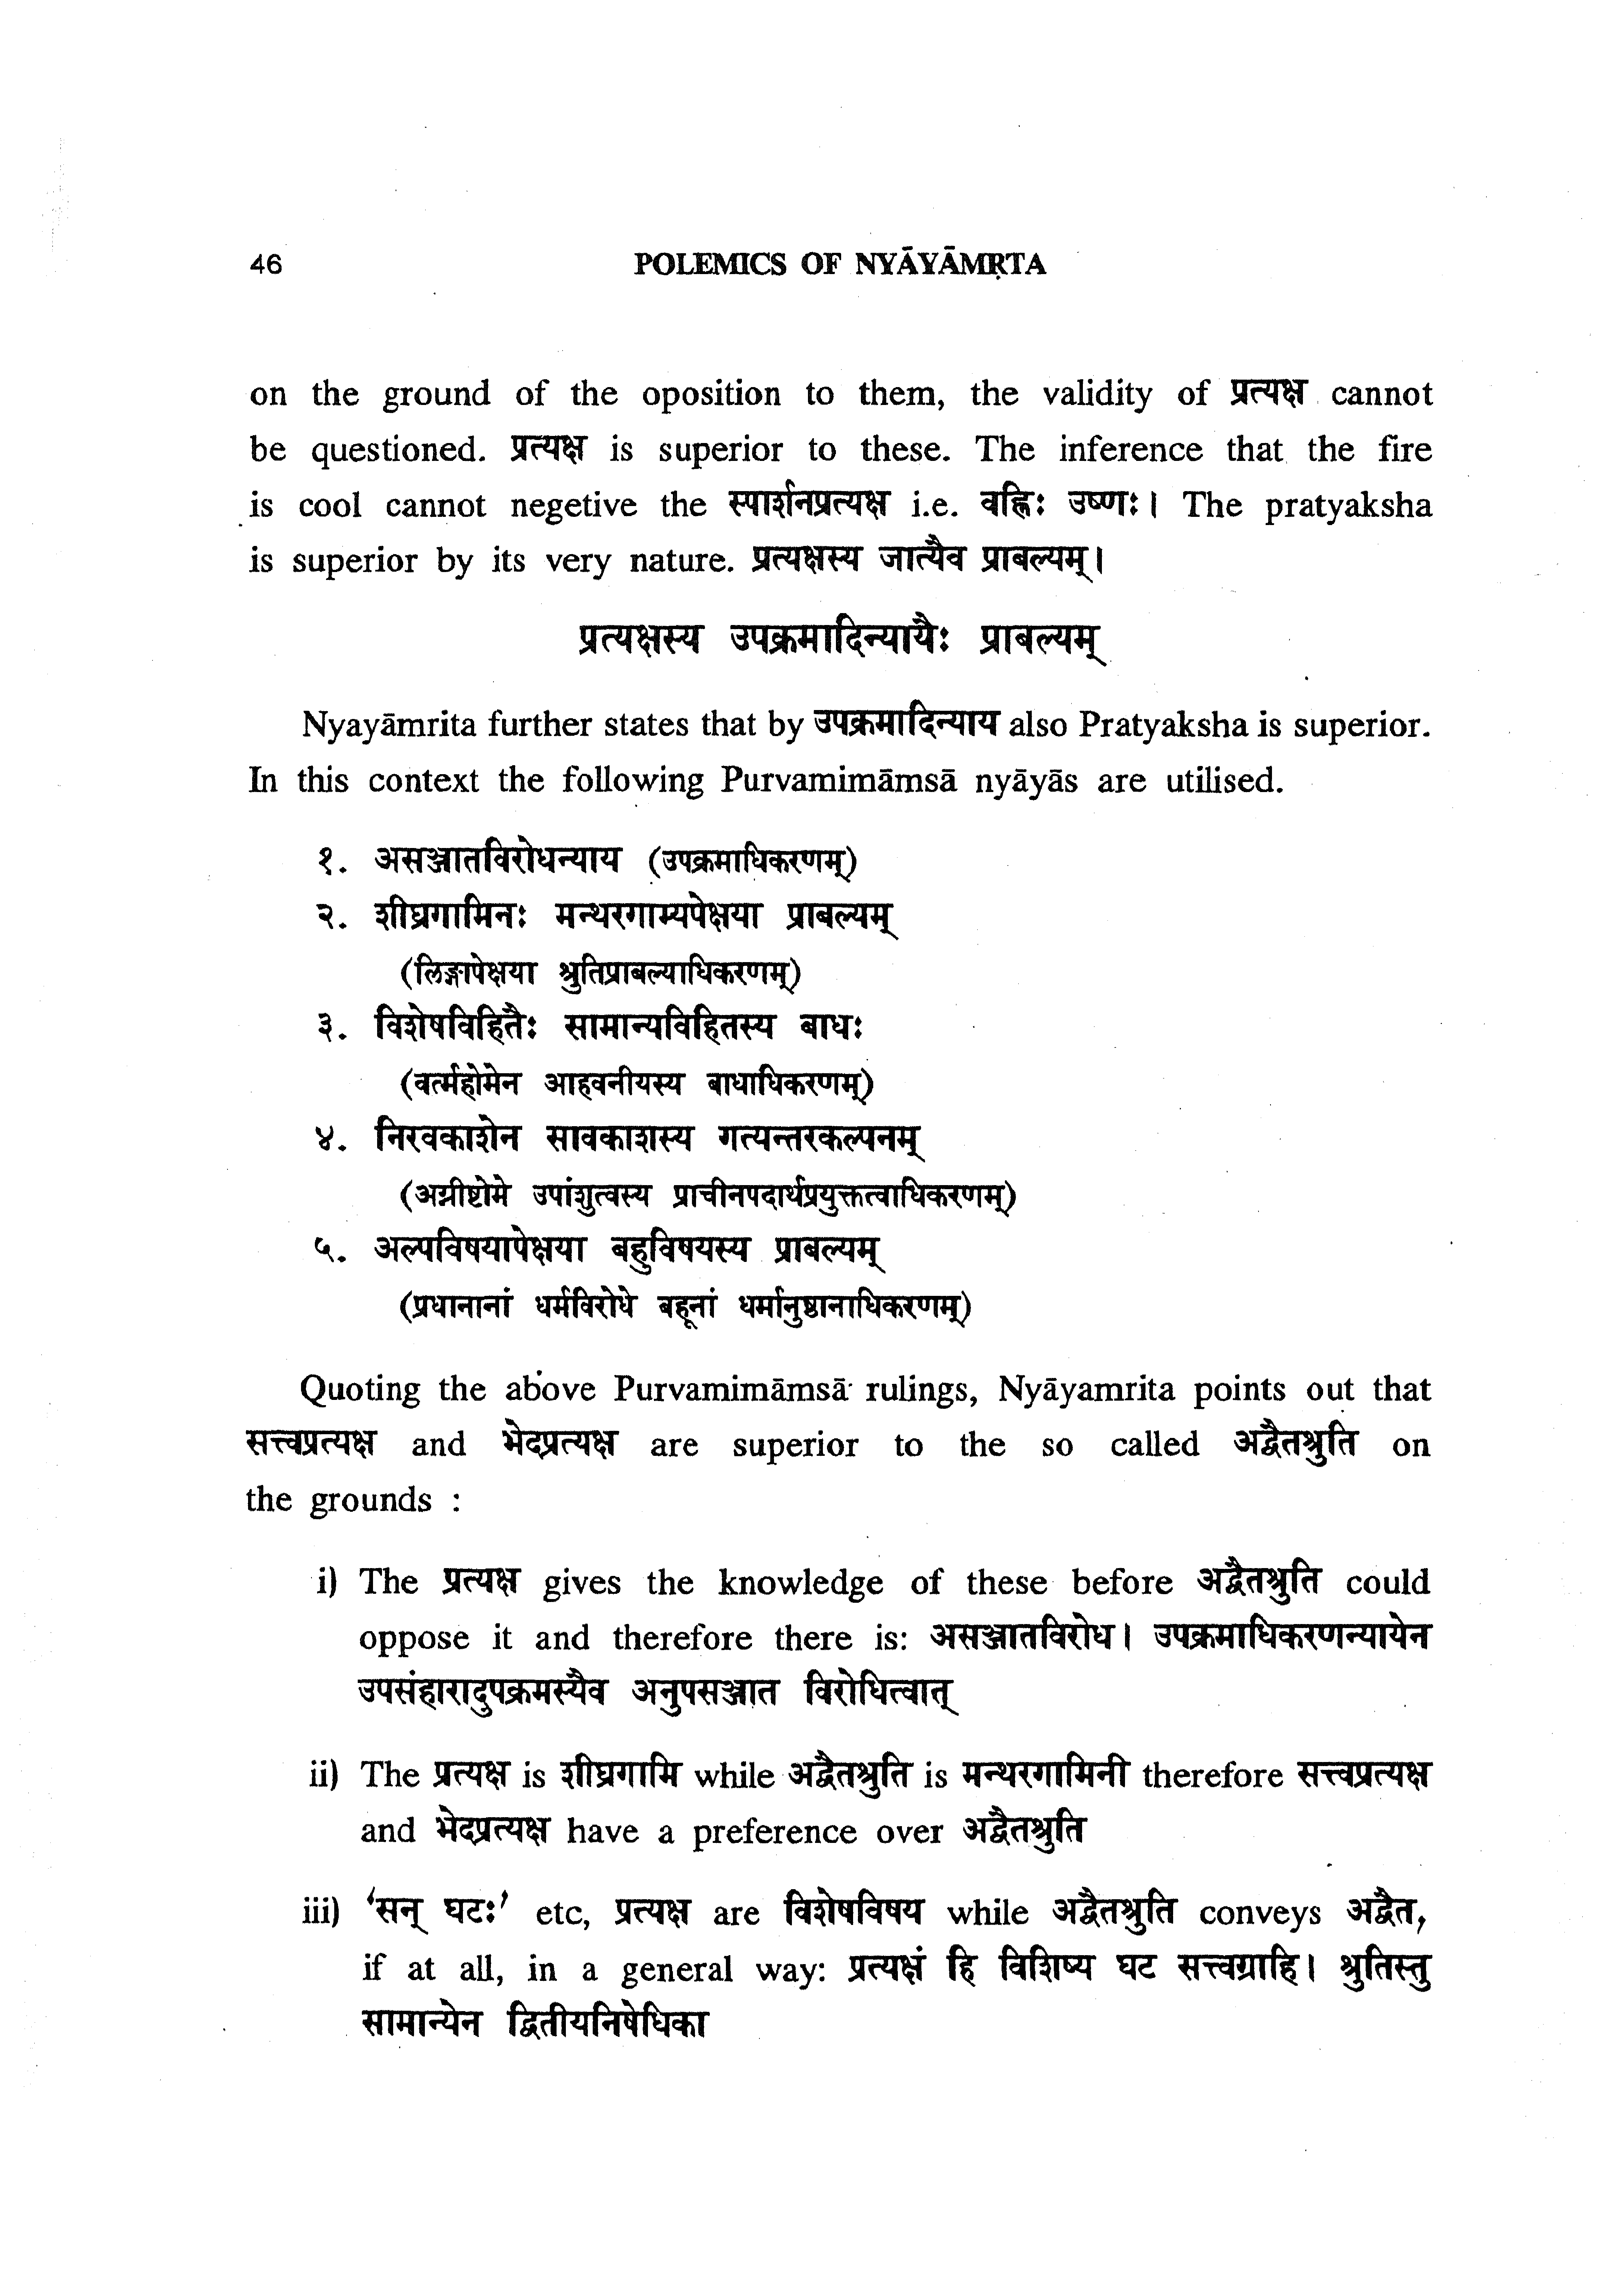 46
POLEMICS OF NYĀYĀMṚTA
on the ground of the oposition to them, the validity of प्रत्यक्ष cannot
be questioned. प्रत्यक्ष is superior to these. The inference that the fire
is cool cannot negetive the स्पार्शनप्रत्यक्ष i.e. वह्निः उष्णः। The pratyaksha
is superior by its very nature. प्रत्यक्षस्य जात्यैव प्राबल्यम्।
प्रत्यक्षस्य उपक्रमादिन्यायैः प्राबल्यम्
Nyayāmrita further states that by उपक्रमादिन्याय also Pratyaksha is superior.
In this context the following Purvamimāmsā nyāyās are utilised.
१. असञ्जातविरोधन्याय (उपक्रमाधिकरणम्)
२. शीघ्रगामिनः मन्थरगाम्यपेक्षया प्राबल्यम्
(लिङ्गापेक्षया श्रुतिप्राबल्याधिकरणम्)
३. विशेषविहितैः सामान्यविहितस्य बाधः
(वर्त्महोमेन आहवनीयस्य बाधाधिकरणम्)
४. निरवकाशेन सावकाशस्य गत्यन्तरकल्पनम्
(अग्नीष्टोमे उपांशुत्वस्य प्राचीनपदार्थप्रयुक्तत्वाधिकरणम्)
५. अल्पविषयापेक्षया बहुविषयस्य प्राबल्यम्
(प्रधानानां धर्मविरोधे बहूनां धर्मानुष्ठानाधिकरणम्)
Quoting the above Purvamimāmsā rulings, Nyāyamrita points out that
सत्त्वप्रत्यक्ष and भेदप्रत्यक्ष are superior to the so called अद्वैतश्रुति on
the grounds :
i) The प्रत्यक्ष gives the knowledge of these before अद्वैतश्रुति could
oppose it and therefore there is: असञ्जातविरोध। उपक्रमाधिकरणन्यायेन
उपसंहारादुपक्रमस्यैव अनुपसञ्जात विरोधित्वात्
ii) The प्रत्यक्ष is शीघ्रगामि while अद्वैतश्रुति is मन्थरगामिनी therefore सत्त्वप्रत्यक्ष
and भेदप्रत्यक्ष have a preference over अद्वैतश्रुति
iii) ‘सन् घटः’ etc, प्रत्यक्ष are विशेषविषय while अद्वैतश्रुति conveys अद्वैत,
if at all, in a general way: प्रत्यक्षं हि विशिष्य घट सत्त्वग्राहि। श्रुतिस्तु
सामान्येन द्वितीयनिषेधिका